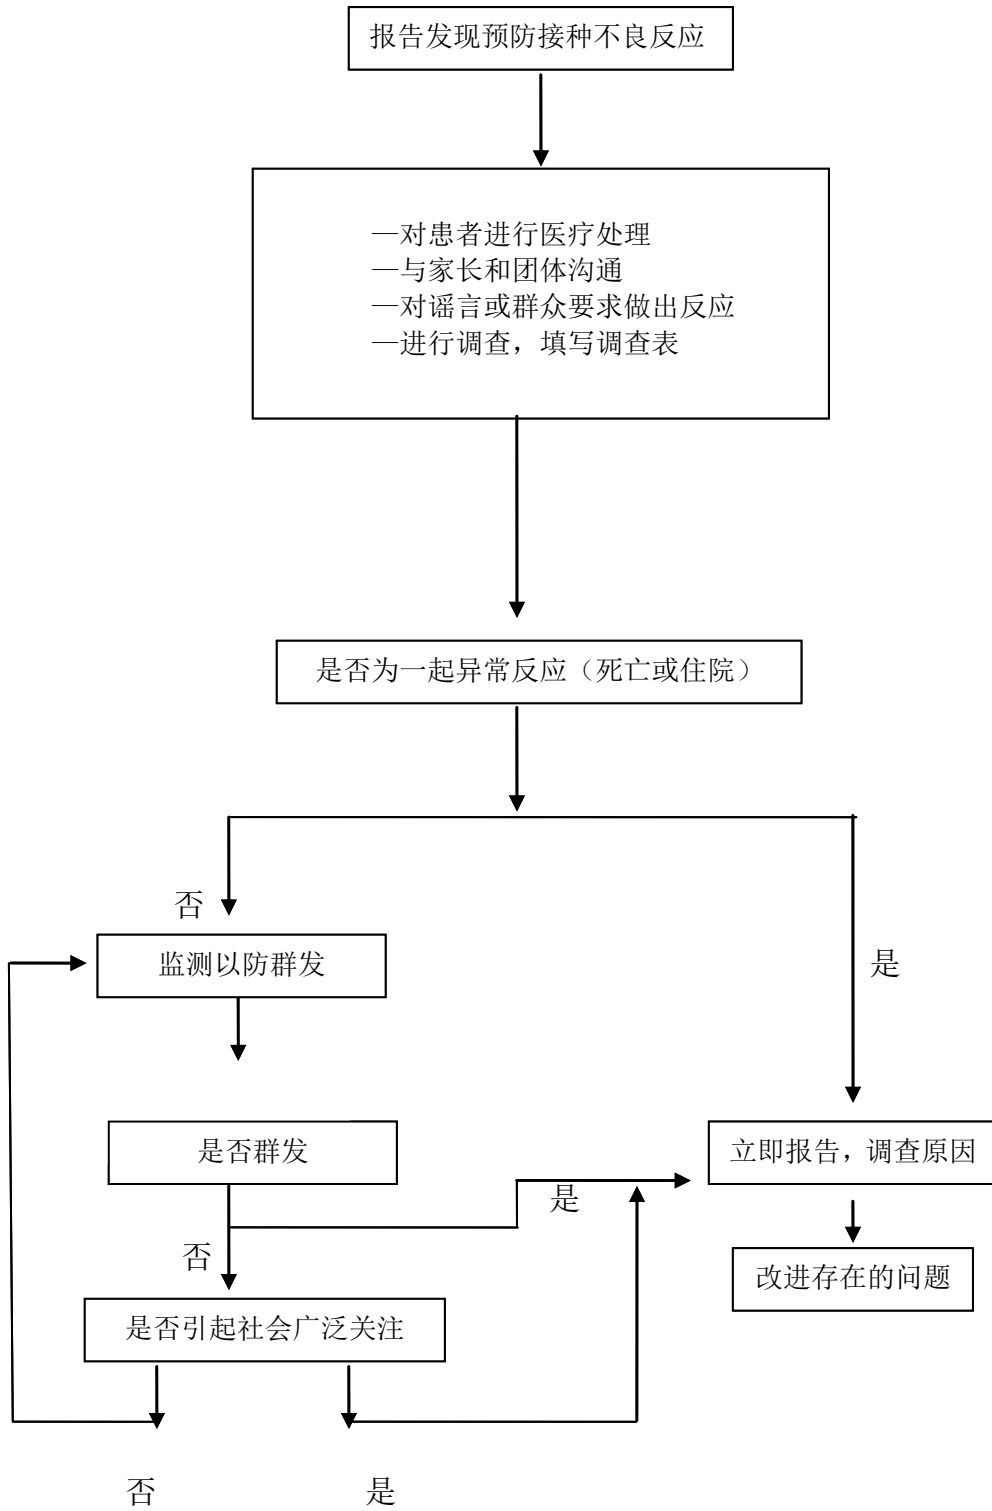 报告发现预防接种不良反应
—对患者进行医疗处理
—与家长和团体沟通
—对谣言或群众要求做出反应
—进行调查，填写调查表
是否为一起异常反应（死亡或住院）
否
监测以防群发
是
是否群发
立即报告，调查原因
是
否
改进存在的问题
是否引起社会广泛关注
否
是